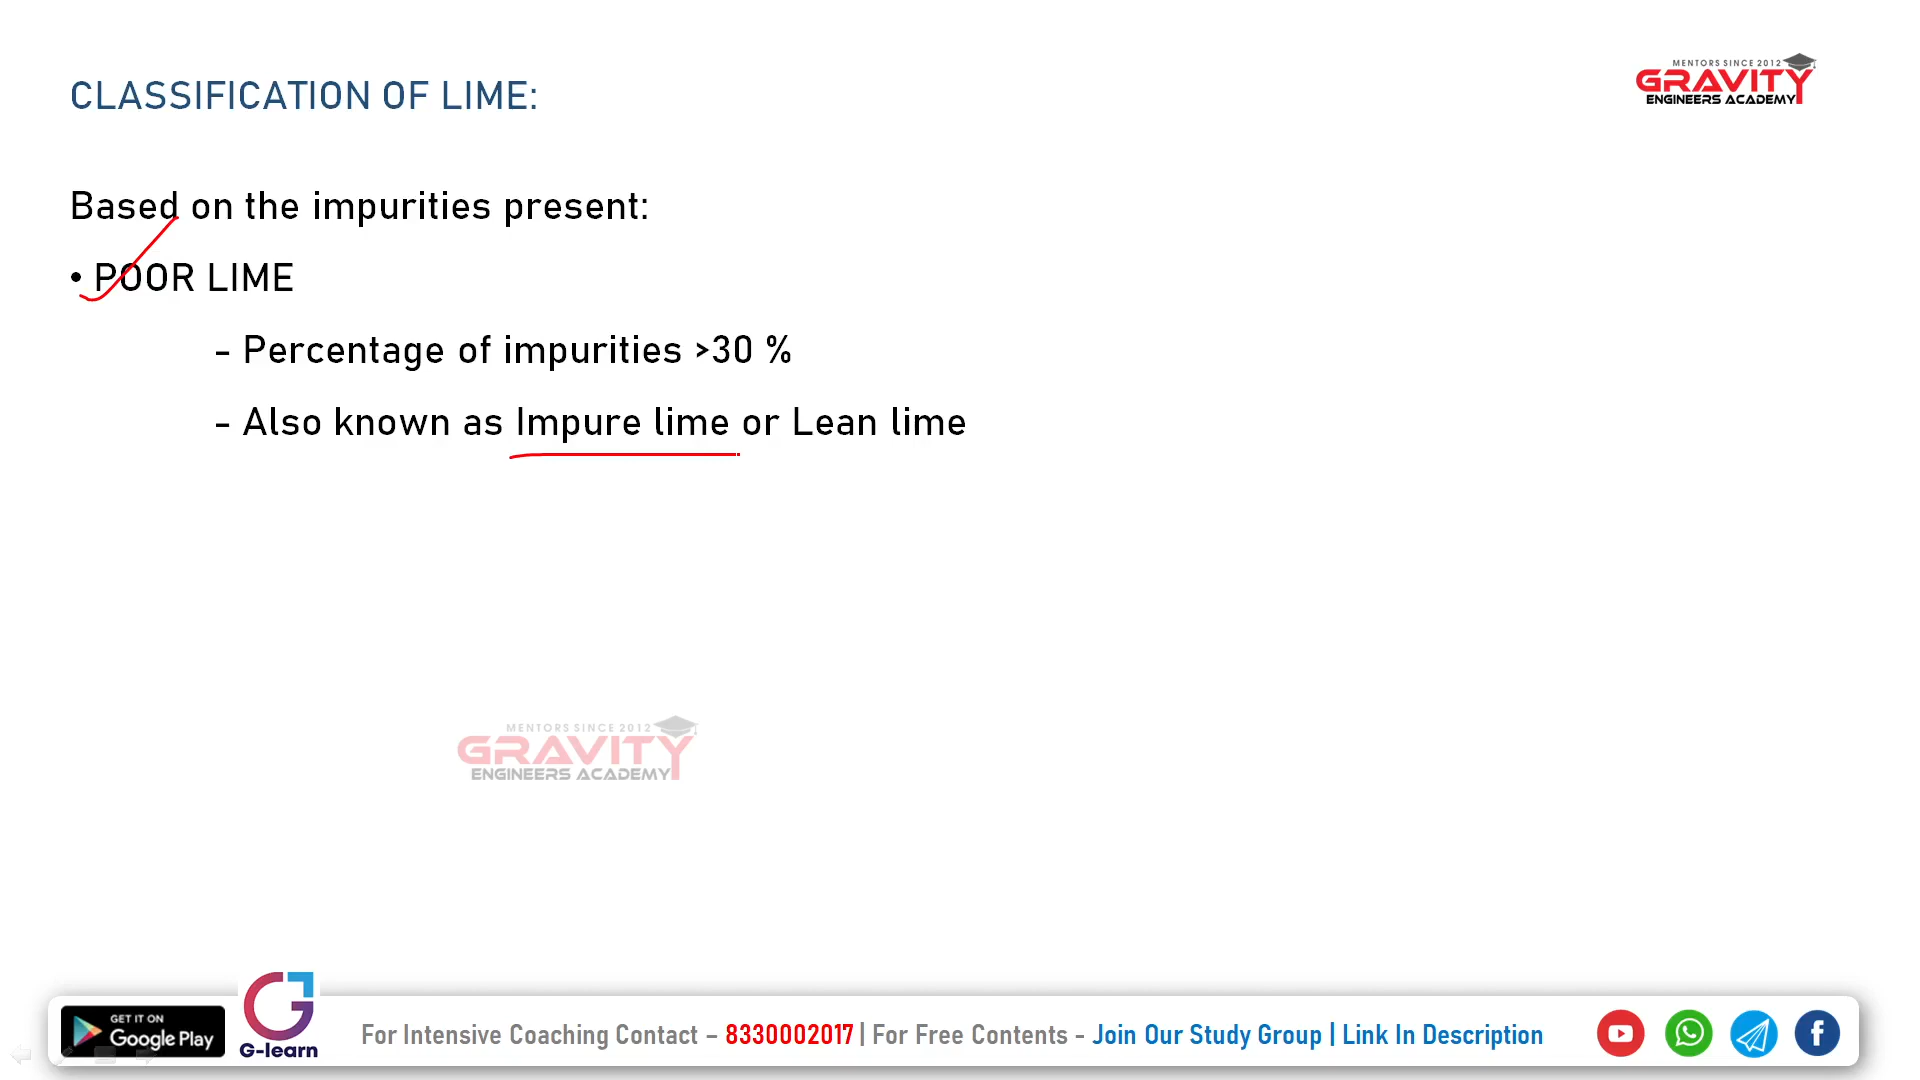 MENTORS SINCE 2012
GRAVITY
ENGINEERS ACADEMY
CLASSIFICATION OF LIME:
Based on the impurities present:
• POOR LIME
- Percentage of impurities >30 %
- Also known as Impure lime or Lean lime
MENTORS SINCE 2012
GRAVITY
ENGINEERS ACADEMY
GET IT ON
Google Play
G-learn
For Intensive Coaching Contact – 8330002017 | For Free Contents - Join Our Study Group | Link In Description